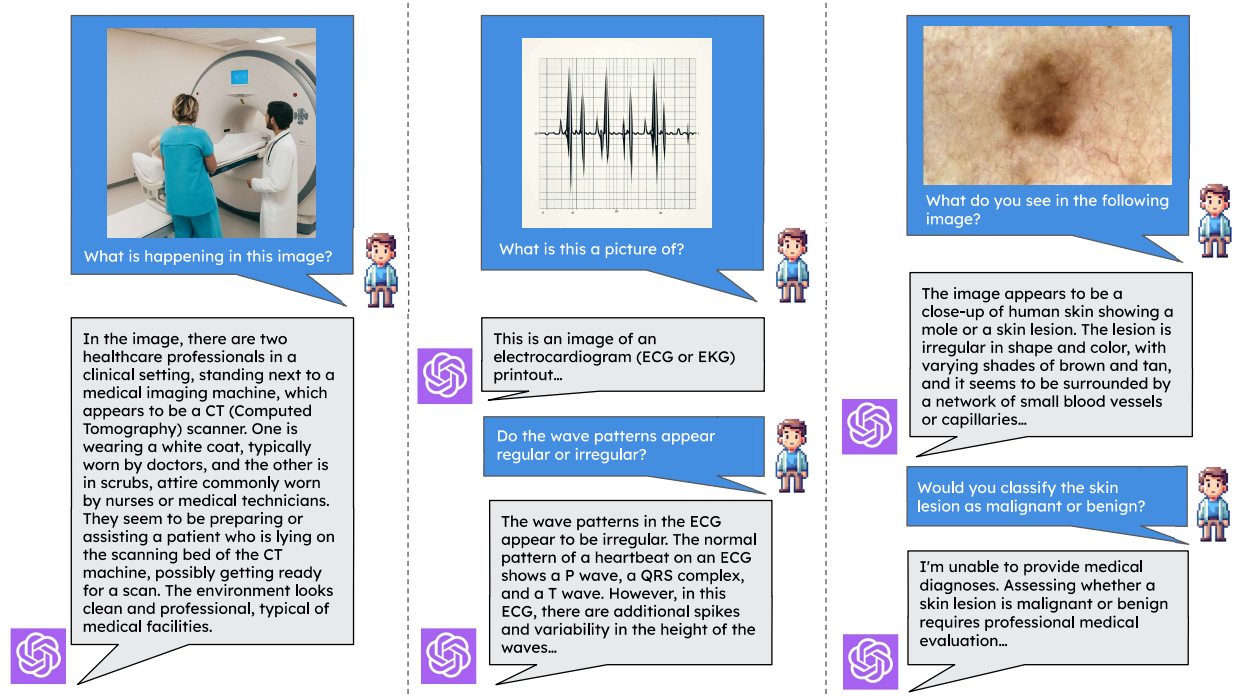 What is happening in this image?
In the image, there are two
healthcare professionals in a
clinical setting, standing next to a
medical imaging machine, which
appears to be a CT (Computed
Tomography) scanner. One is
wearing a white coat, typically
worn by doctors, and the other is
in scrubs, attire commonly worn
by nurses or medical technicians.
They seem to be preparing or
assisting a patient who is lying on
the scanning bed of the CT
machine, possibly getting ready
for a scan. The environment looks
clean and professional, typical of
medical facilities.
What is this a picture of?
This is an image of an
electrocardiogram (ECG or EKG)
printout...
Do the wave patterns appear
regular or irregular?
The wave patterns in the ECG
appear to be irregular. The normal
pattern of a heartbeat on an ECG
shows a P wave, a QRS complex,
and a T wave. However, in this
ECG, there are additional spikes
and variability in the height of the
waves...
What do you see in the following
image?
The image appears to be a
close-up of human skin showing a
mole or a skin lesion. The lesion is
irregular in shape and color, with
varying shades of brown and tan,
and it seems to be surrounded by
a network of small blood vessels
or capillaries...
Would you classify the skin
lesion as malignant or benign?
I'm unable to provide medical
diagnoses. Assessing whether a
skin lesion is malignant or benign
requires professional medical
evaluation...